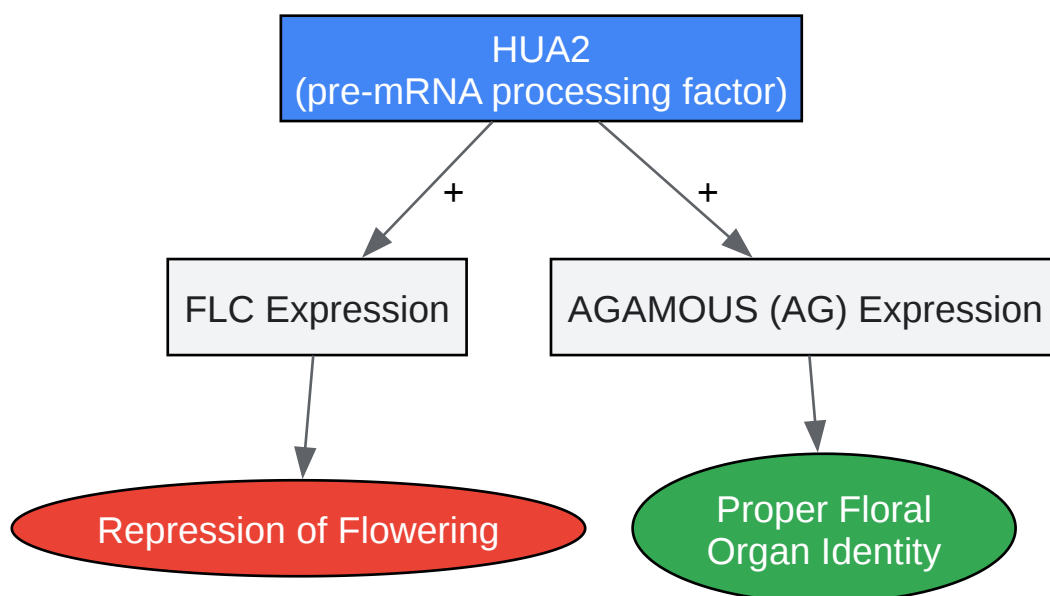 HUA2
(pre-mRNA processing factor)
+
+
FLC Expression
AGAMOUS (AG) Expression
Repression of Flowering
Proper Floral
Organ Identity